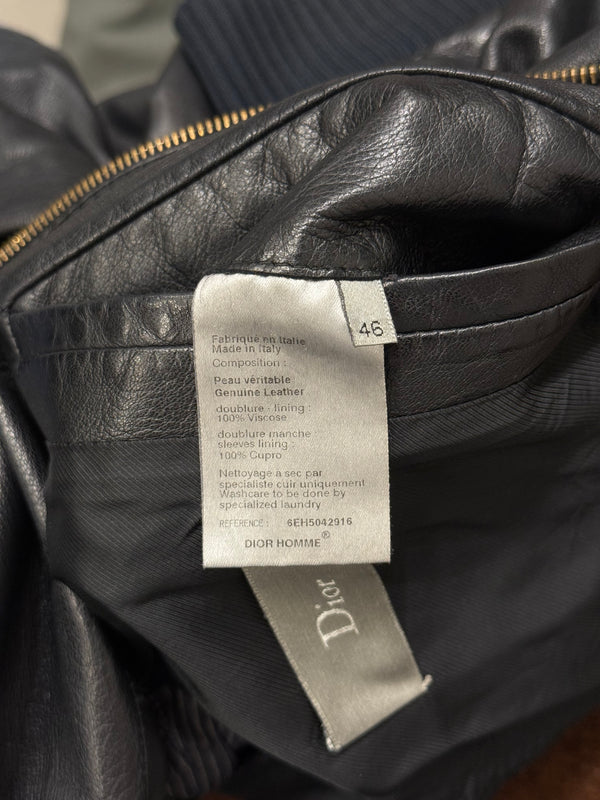 46
Fabriqué en Italie
Made in Italy
Composition :
Peau véritable
Genuine Leather
doublure - lining :
100% Viscose
doublure manche :
sleeves lining :
100% Cupro
Nettoyage à sec par
specialiste cuir uniquement
Washcare to be done by
specialized laundry
REFERENCE : 6EH5042916
DIOR HOMME®
Dior